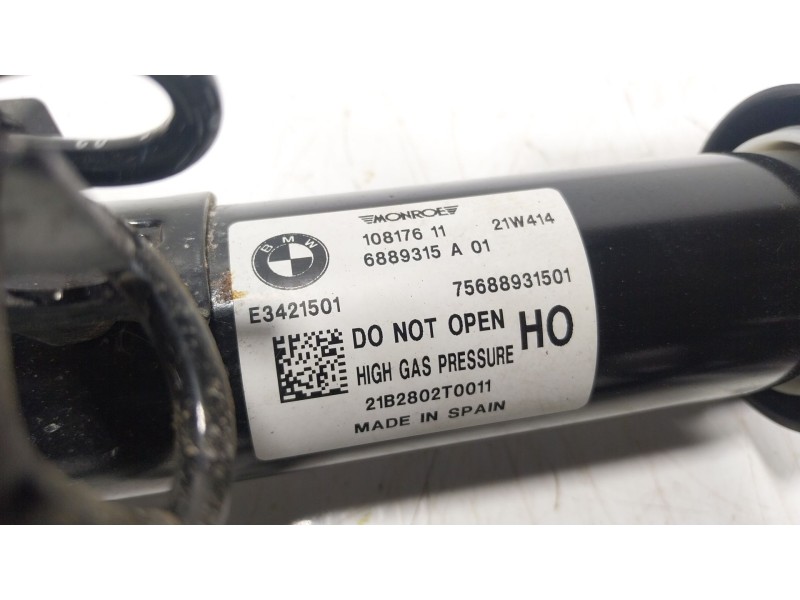 MONROE
108176 11 21W414
BMW
6889315 A 01
75688931501
E3421501
DO NOT OPEN HO
HIGH GAS PRESSURE
21B2802T0011
MADE IN SPAIN